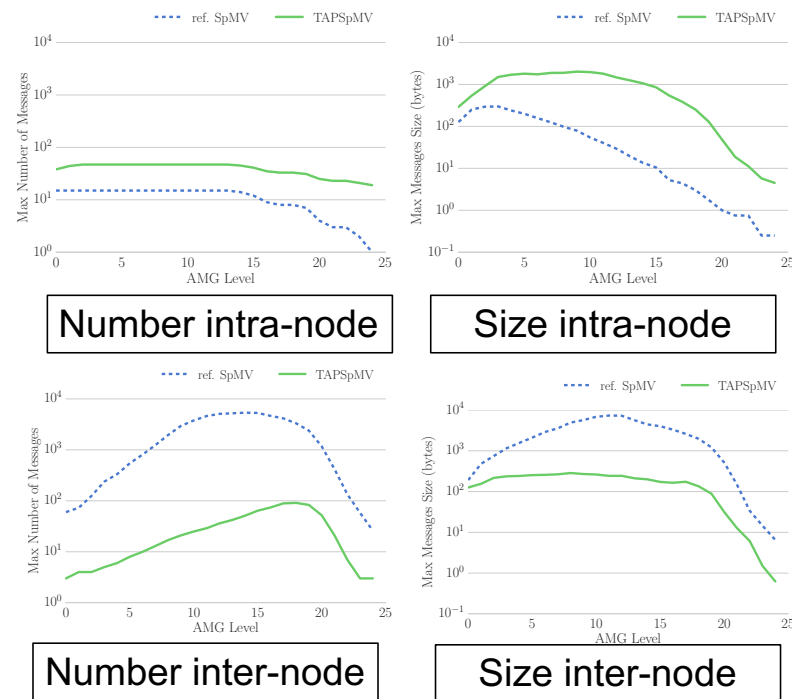 ref. SpMV TAPSpMV
Max Number of Messages
10^4
10^3
10^2
10^1
10^0
0 5 10 15 20 25
AMG Level
Number intra-node
ref. SpMV TAPSpMV
Max Messages Size (bytes)
10^4
10^3
10^2
10^1
10^0
10^−1
0 5 10 15 20 25
AMG Level
Size intra-node
ref. SpMV TAPSpMV
Max Number of Messages
10^4
10^3
10^2
10^1
10^0
0 5 10 15 20 25
AMG Level
Number inter-node
ref. SpMV TAPSpMV
Max Messages Size (bytes)
10^4
10^3
10^2
10^1
10^0
10^−1
0 5 10 15 20 25
AMG Level
Size inter-node